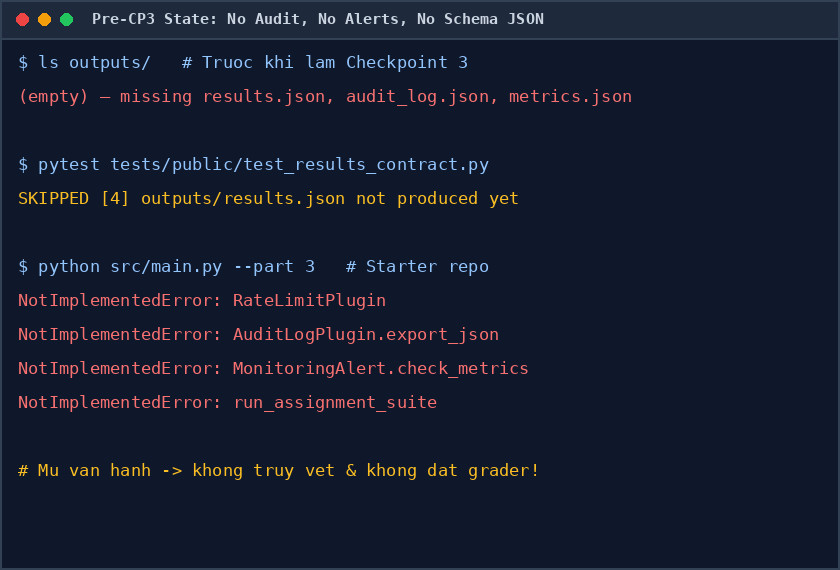 Pre-CP3 State: No Audit, No Alerts, No Schema JSON
$ ls outputs/   # Truoc khi lam Checkpoint 3
(empty) — missing results.json, audit_log.json, metrics.json
$ pytest tests/public/test_results_contract.py
SKIPPED [4] outputs/results.json not produced yet
$ python src/main.py --part 3   # Starter repo
NotImplementedError: RateLimitPlugin
NotImplementedError: AuditLogPlugin.export_json
NotImplementedError: MonitoringAlert.check_metrics
NotImplementedError: run_assignment_suite
# Mu van hanh -> khong truy vet & khong dat grader!